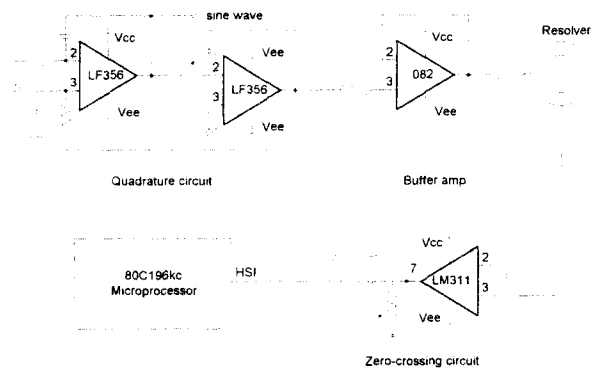 sine wave
Vcc
Vee
Vcc
Resolver
2
LF356
3
2
LF356
3
2
082
3
Vee
Vee
Vee
Quadrature circuit
Buffer amp
80C196kc
Microprocessor
HSI
7
Vcc
LM311
2
3
Vee
Zero-crossing circuit